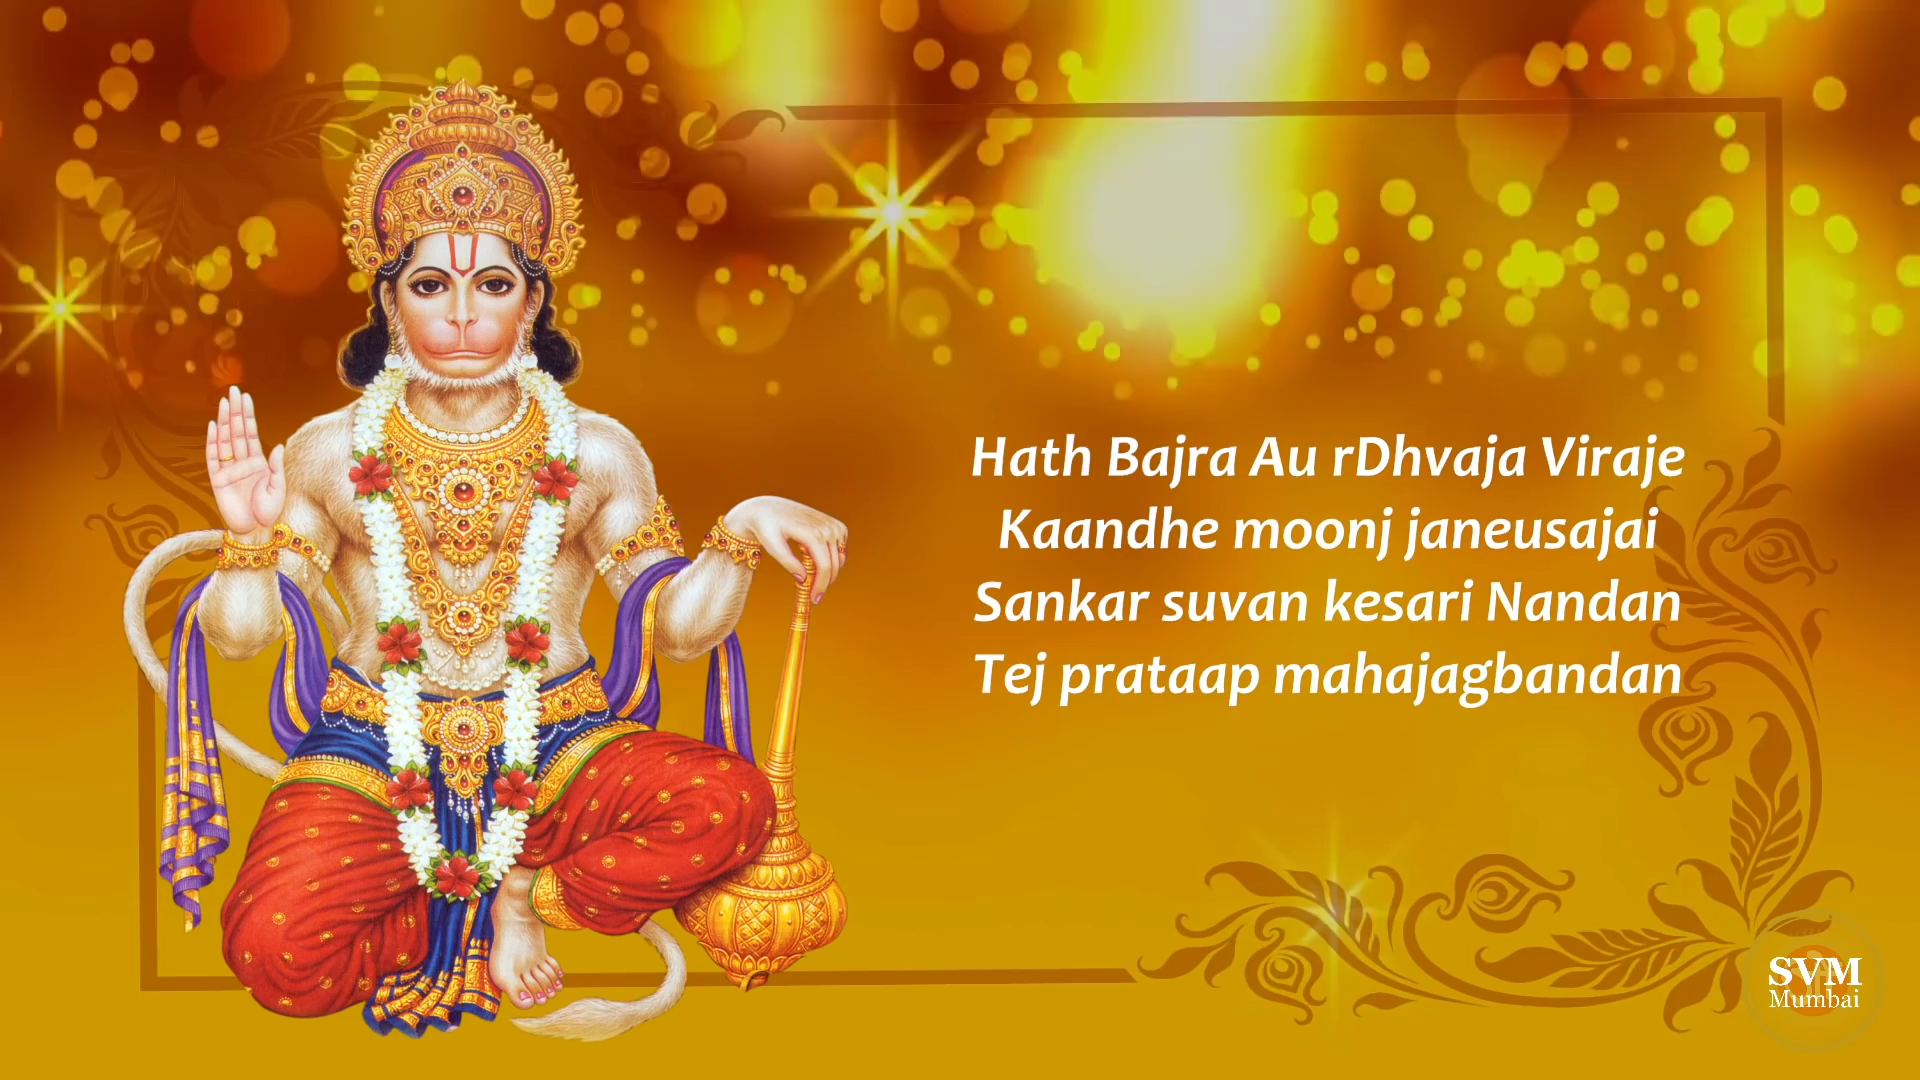 Hath Bajra Au rDhvaja Viraje
Kaandhe moonj janeusajai
Sankar suvan kesari Nandan
Tej prataap mahajagbandan
SVM
Mumbai